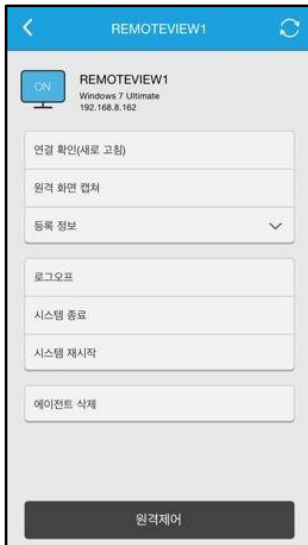 REMOTEVIEW1
ON
REMOTEVIEW1
Windows 7 Ultimate
192.168.8.162
연결 확인(새로 고침)
원격 화면 캡쳐
등록 정보
로그오프
시스템 종료
시스템 재시작
에이전트 삭제
원격제어